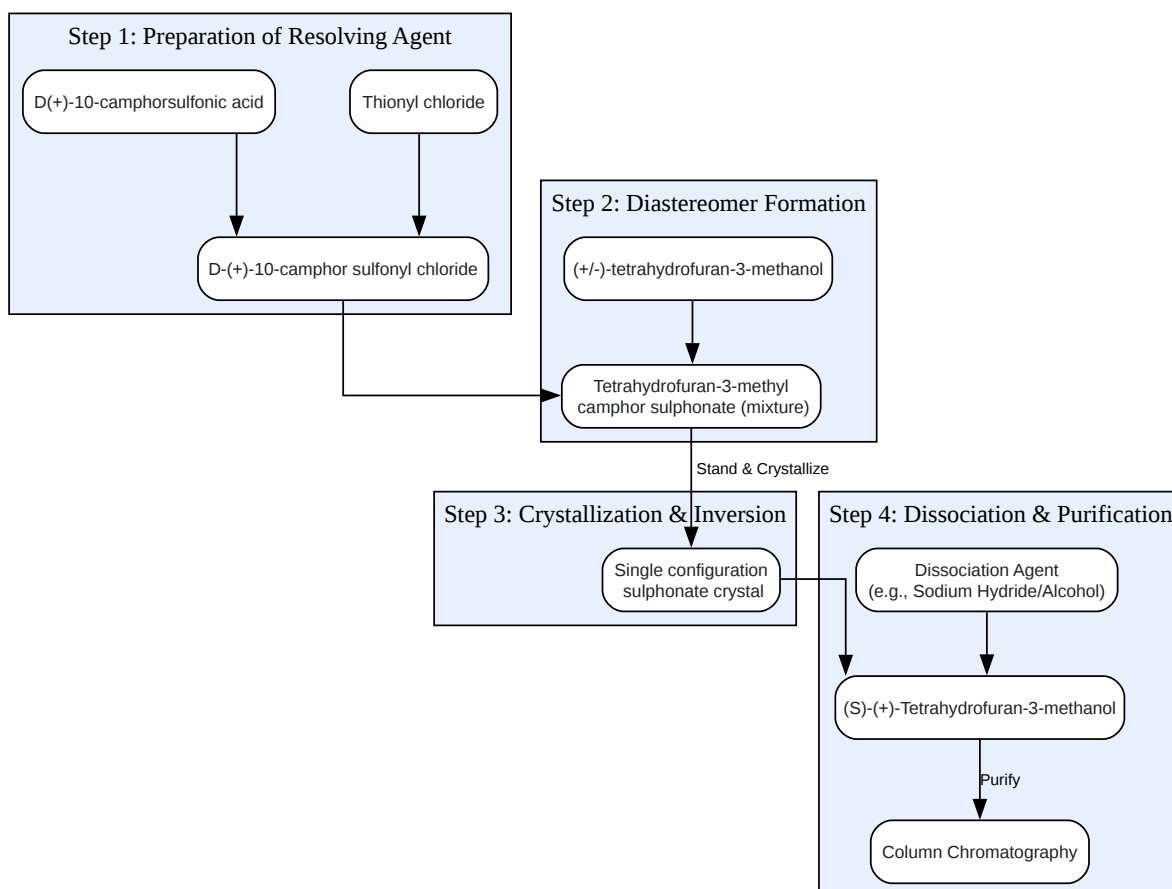 Step 1: Preparation of Resolving Agent
D(+)-10-camphorsulfonic acid
Thionyl chloride
D-(+)-10-camphor sulfonyl chloride
Step 2: Diastereomer Formation
(+/-)-tetrahydrofuran-3-methanol
Tetrahydrofuran-3-methyl
camphor sulphonate (mixture)
Stand & Crystallize
Step 3: Crystallization & Inversion
Single configuration
sulphonate crystal
Step 4: Dissociation & Purification
Dissociation Agent
(e.g., Sodium Hydride/Alcohol)
(S)-(+)-Tetrahydrofuran-3-methanol
Purify
Column Chromatography